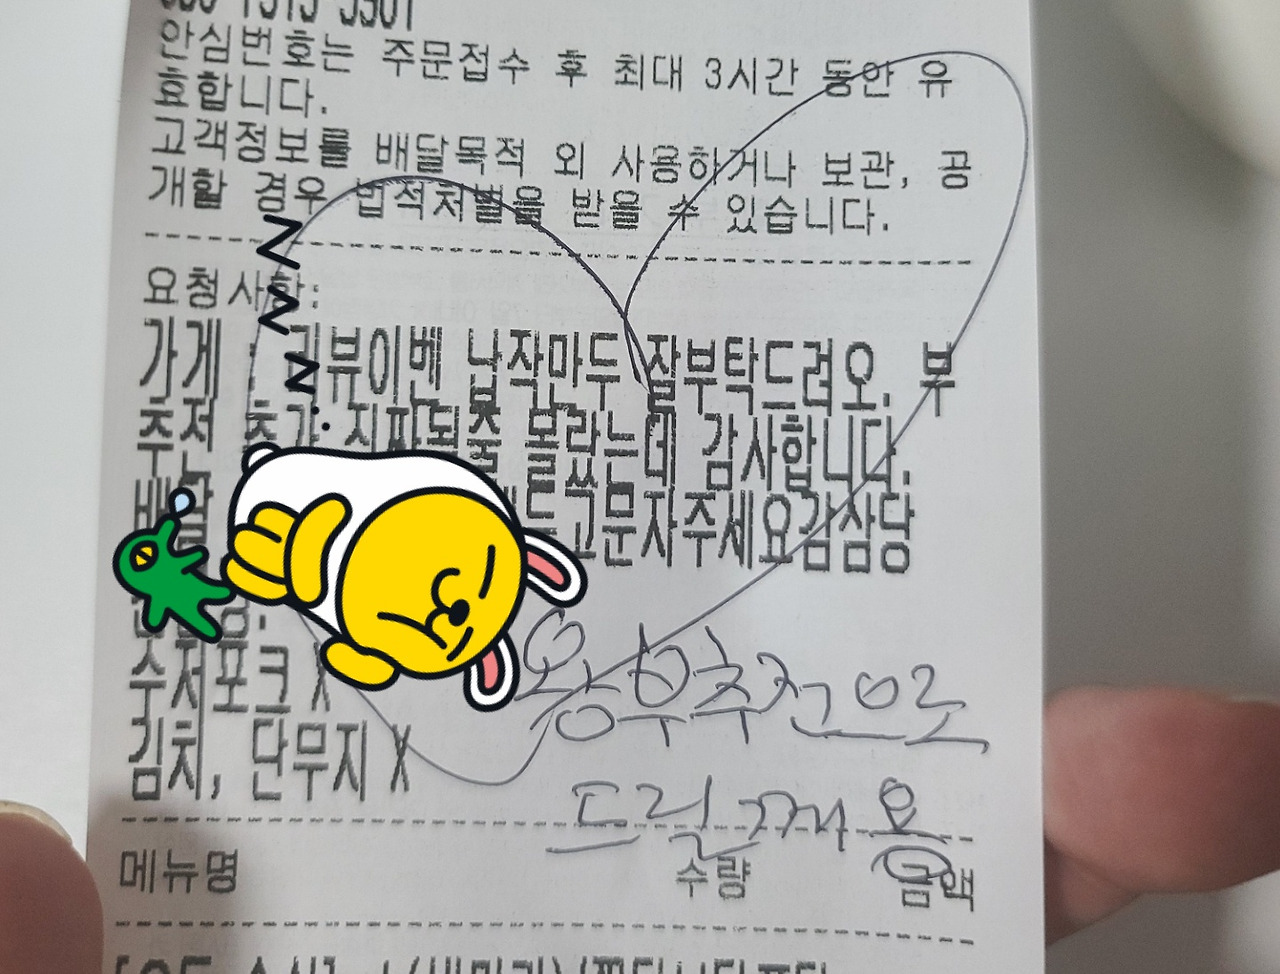 안심번호는 주문접수 후 최대 3시간 동안 유
효합니다.
고객정보를 배달목적 외 사용하거나 보관, 공
개할 경우 법적처벌을 받을 수 있습니다.
요청사항:
가게 : 리뷰이벤 납작만두 잘부탁드려오. 부
추전 추가 몰랐는데 감사합니다.
고문자주세요감삼당
수저포크 X
김치, 단무지 X
왕부추전으로
드릴께용
메뉴명 수량 금액